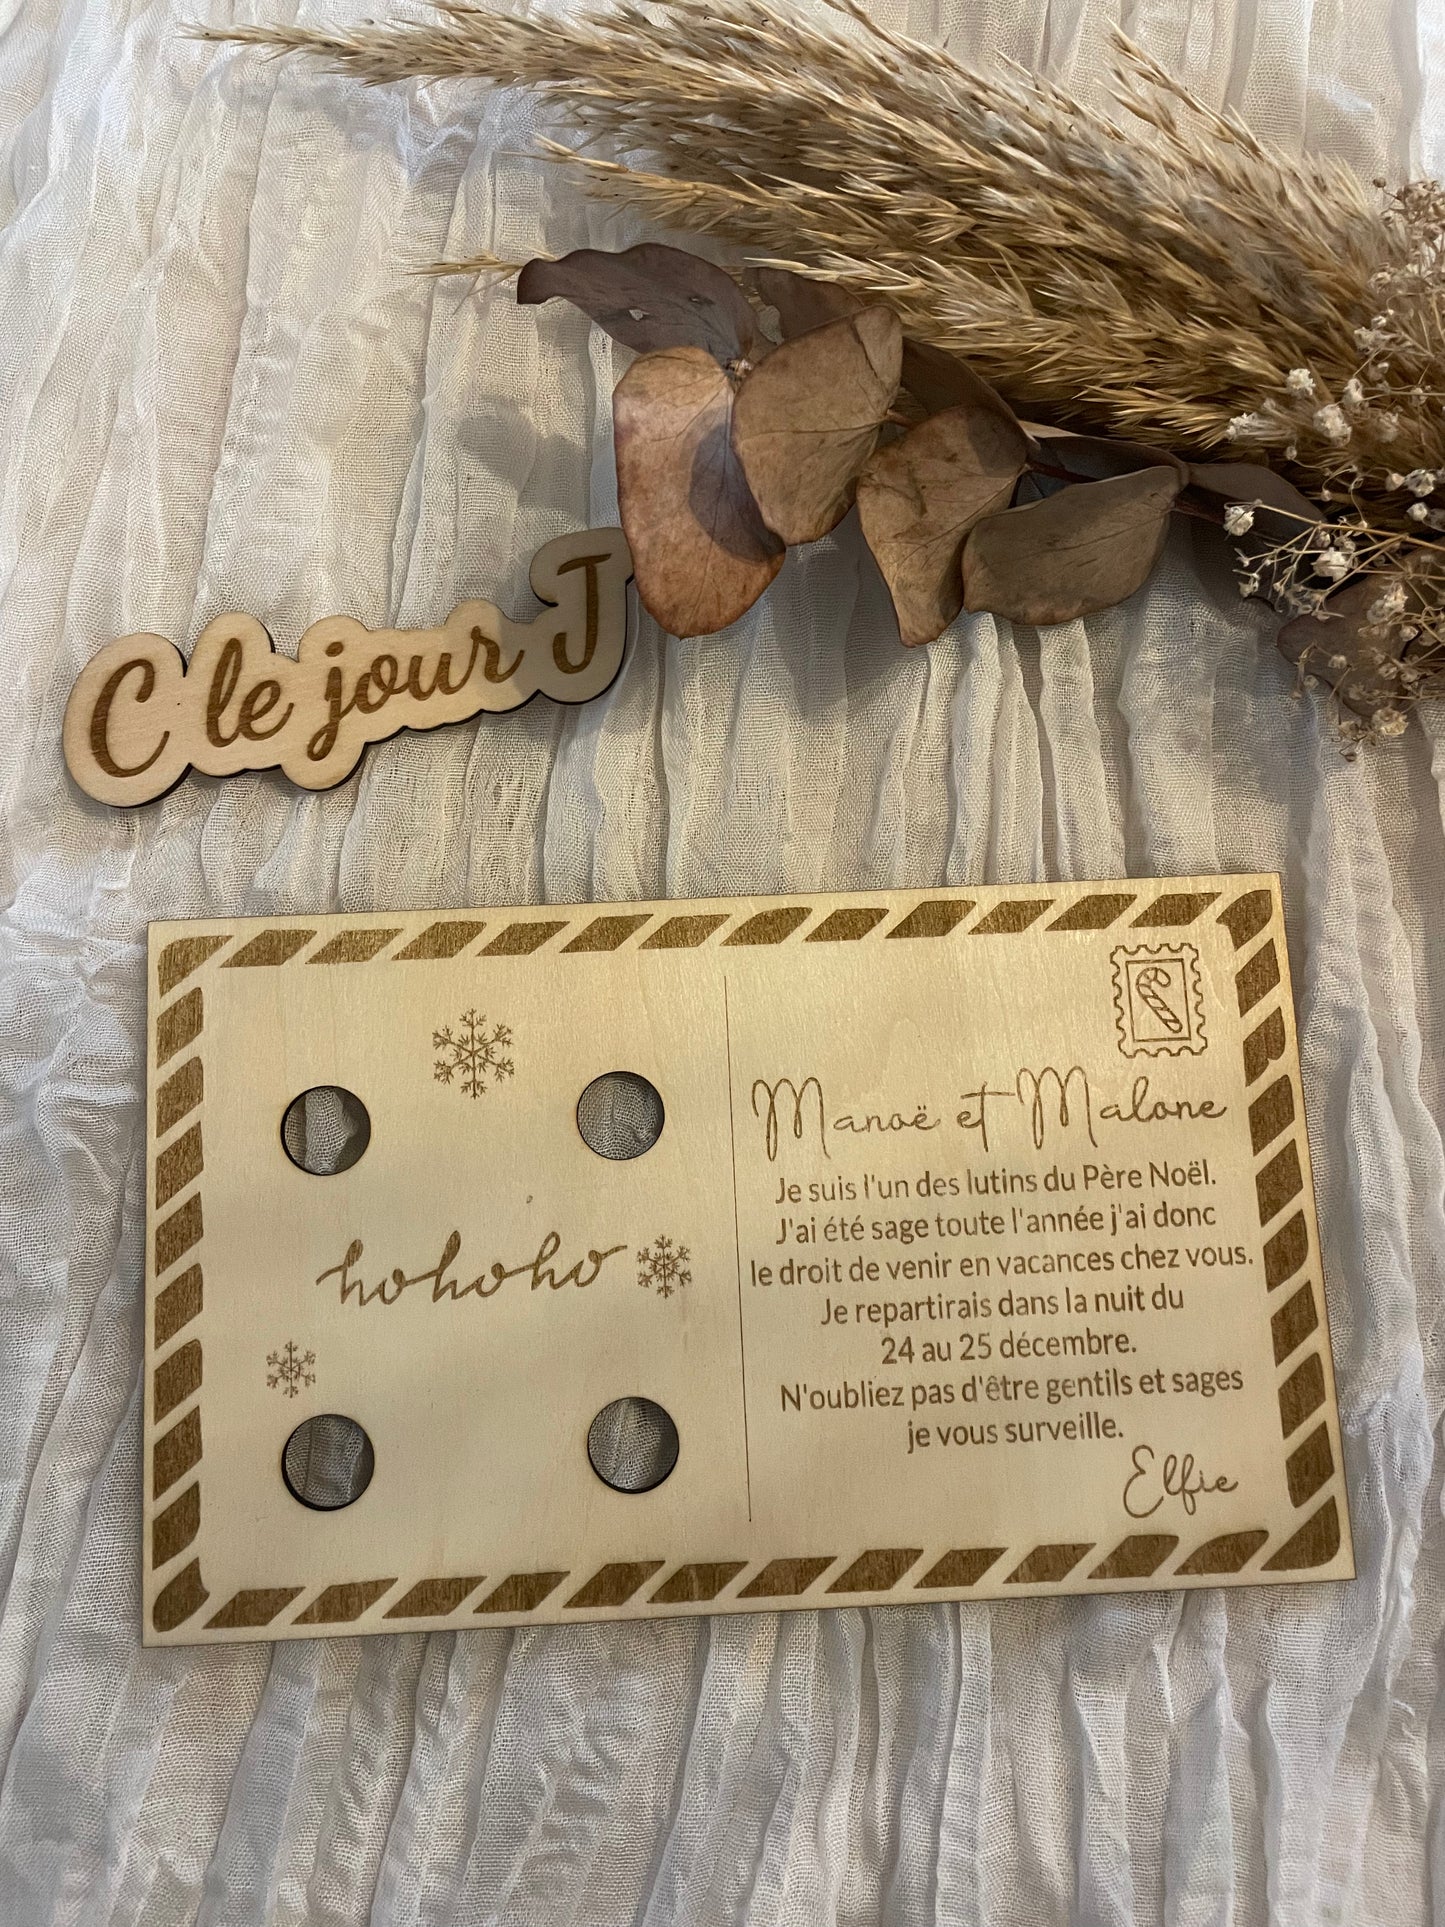 C le jour J
hohoho
Manoë et Malone
Je suis l'un des lutins du Père Noël.
J'ai été sage toute l'année j'ai donc
le droit de venir en vacances chez vous.
Je repartirais dans la nuit du
24 au 25 décembre.
N'oubliez pas d'être gentils et sages
je vous surveille.
Elfie